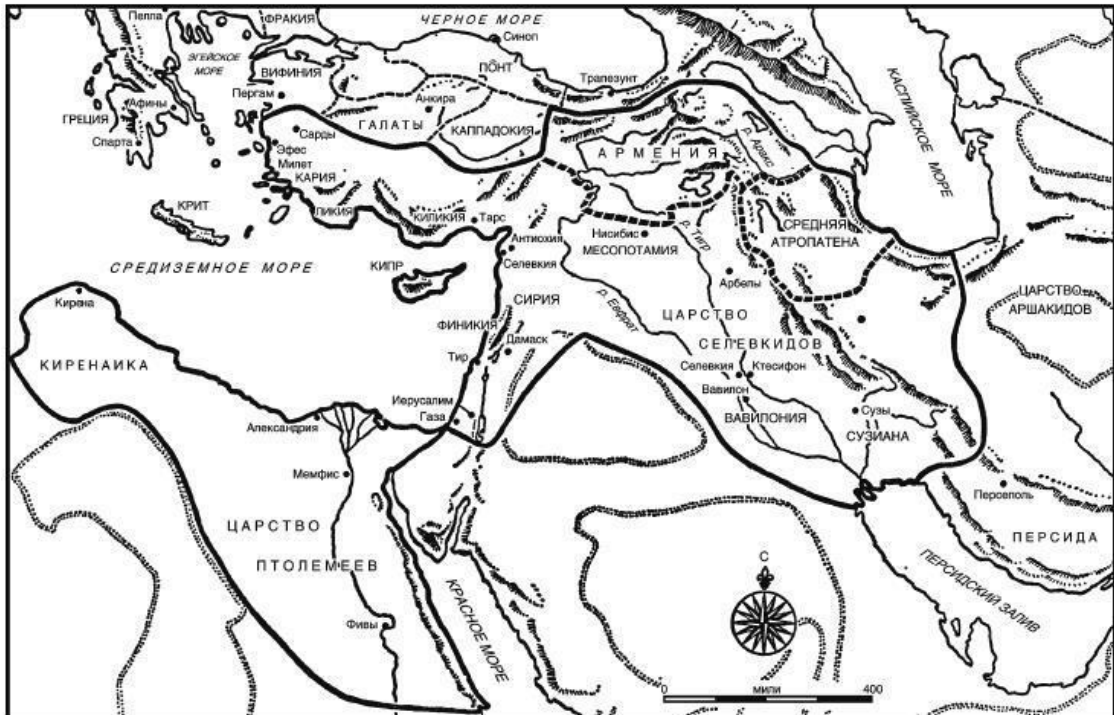 Пелла
ФРАКИЯ
ЧЕРНОЕ МОРЕ
Синоп
ЭГЕЙСКОЕ
МОРЕ
ВИФИНИЯ
ПОНТ
Трапезунт
Пергам
Анкира
Афины
ГРЕЦИЯ
Спарта
Сарды
ГАЛАТЫ
КАППАДОКИЯ
Эфес
Милет
КАРИЯ
АРМЕНИЯ
р. Аракс
КАСПИЙСКОЕ МОРЕ
КРИТ
ЛИКИЯ
КИЛИКИЯ
Тарс
Нисибис
МЕСОПОТАМИЯ
р. Тигр
СРЕДНЯЯ
АТРОПАТЕНА
Антиохия
Селевкия
СРЕДИЗЕМНОЕ МОРЕ
КИПР
Арбелы
Кирена
СИРИЯ
р. Евфрат
ЦАРСТВО
СЕЛЕВКИДОВ
ЦАРСТВО
АРШАКИДОВ
ФИНИКИЯ
Дамаск
Тир
КИРЕНАИКА
Селевкия
Ктесифон
Вавилон
ВАВИЛОНИЯ
Сузы
СУЗИАНА
Иерусалим
Газа
Александрия
Мемфис
Персеполь
ПЕРСИДА
ЦАРСТВО
ПТОЛЕМЕЕВ
КРАСНОЕ МОРЕ
ПЕРСИДСКИЙ ЗАЛИВ
Фивы
С
0 мили 400